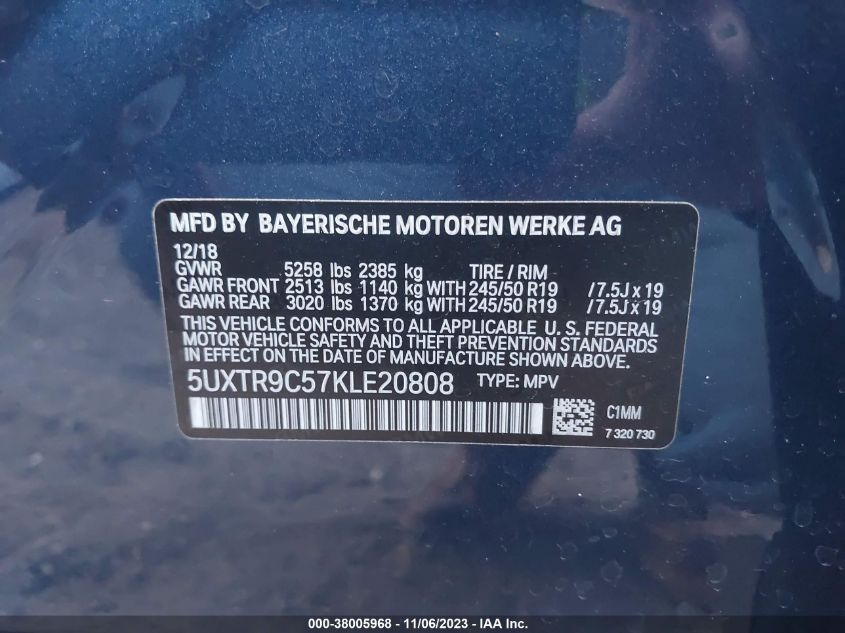 MFD BY BAYERISCHE MOTOREN WERKE AG
12/18
GVWR 5258 lbs 2385 kg TIRE / RIM
GAWR FRONT 2513 lbs 1140 kg WITH 245/50 R19 /7.5J x 19
GAWR REAR 3020 lbs 1370 kg WITH 245/50 R19 /7.5J x 19
THIS VEHICLE CONFORMS TO ALL APPLICABLE U. S. FEDERAL
MOTOR VEHICLE SAFETY AND THEFT PREVENTION STANDARDS
IN EFFECT ON THE DATE OF MANUFACTURE SHOWN ABOVE.
5UXTR9C57KLE20808 TYPE: MPV
C1MM
7 320 730
000-38005968 - 11/06/2023 - IAA Inc.